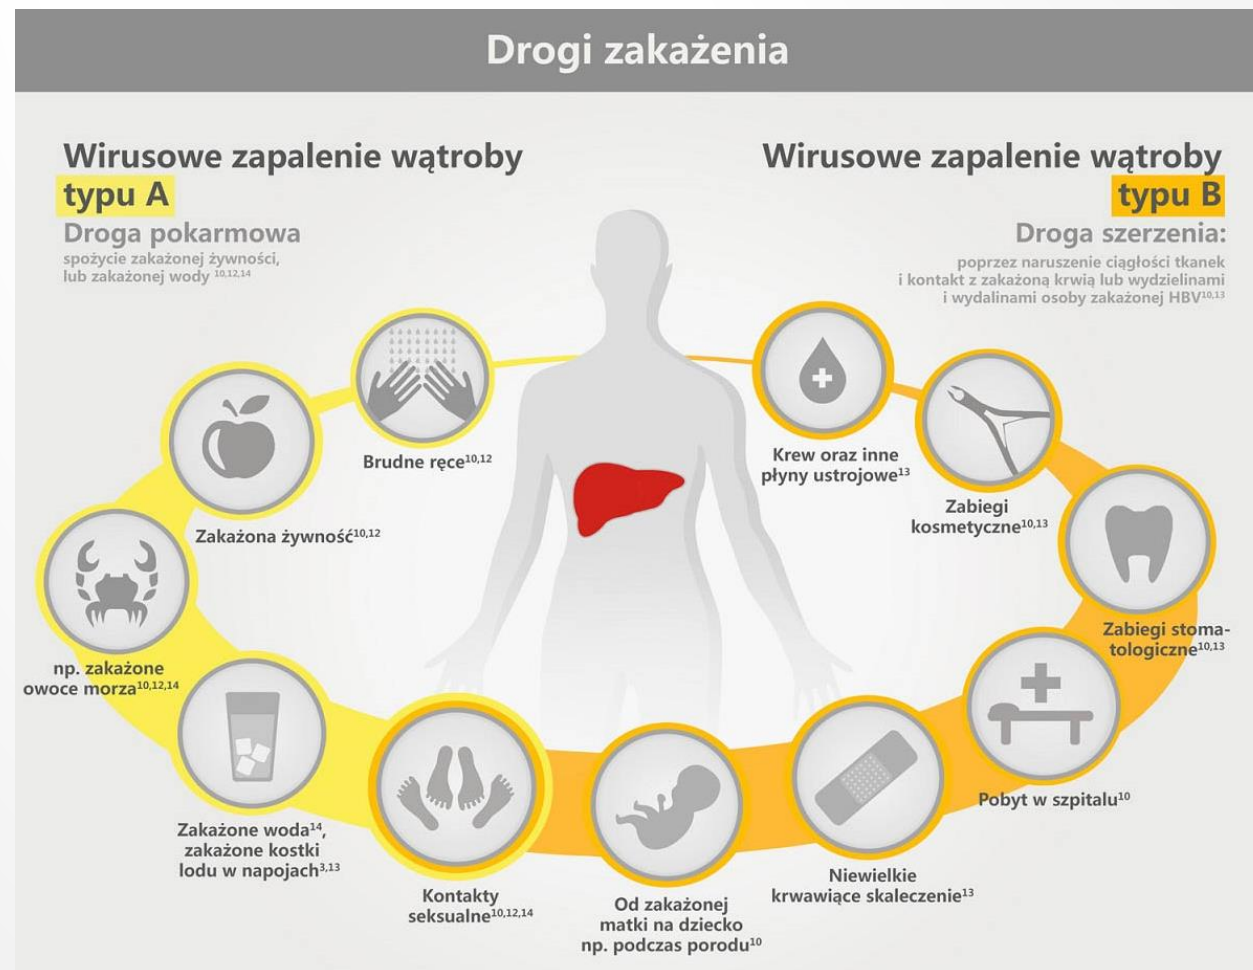 Drogi zakażenia
Wirusowe zapalenie wątroby
typu A
Droga pokarmowa
spożycie zakażonej żywności,
lub zakażonej wody 10,12,14
Wirusowe zapalenie wątroby
typu B
Droga szerzenia:
poprzez naruszenie ciągłości tkanek
i kontakt z zakażoną krwią lub wydzielinami
i wydalinami osoby zakażonej HBV10,13
Brudne ręce10,12
Zakażona żywność10,12
np. zakażone
owoce morza10,12,14
Zakażone woda14,
zakażone kostki
lodu w napojach3,13
Kontakty
seksualne10,12,14
Od zakażonej
matki na dziecko
np. podczas porodu10
Niewielkie
krwawiące skaleczenie13
Pobyt w szpitalu10
Zabiegi stoma-
tologiczne10,13
Zabiegi
kosmetyczne10,13
Krew oraz inne
płyny ustrojowe13